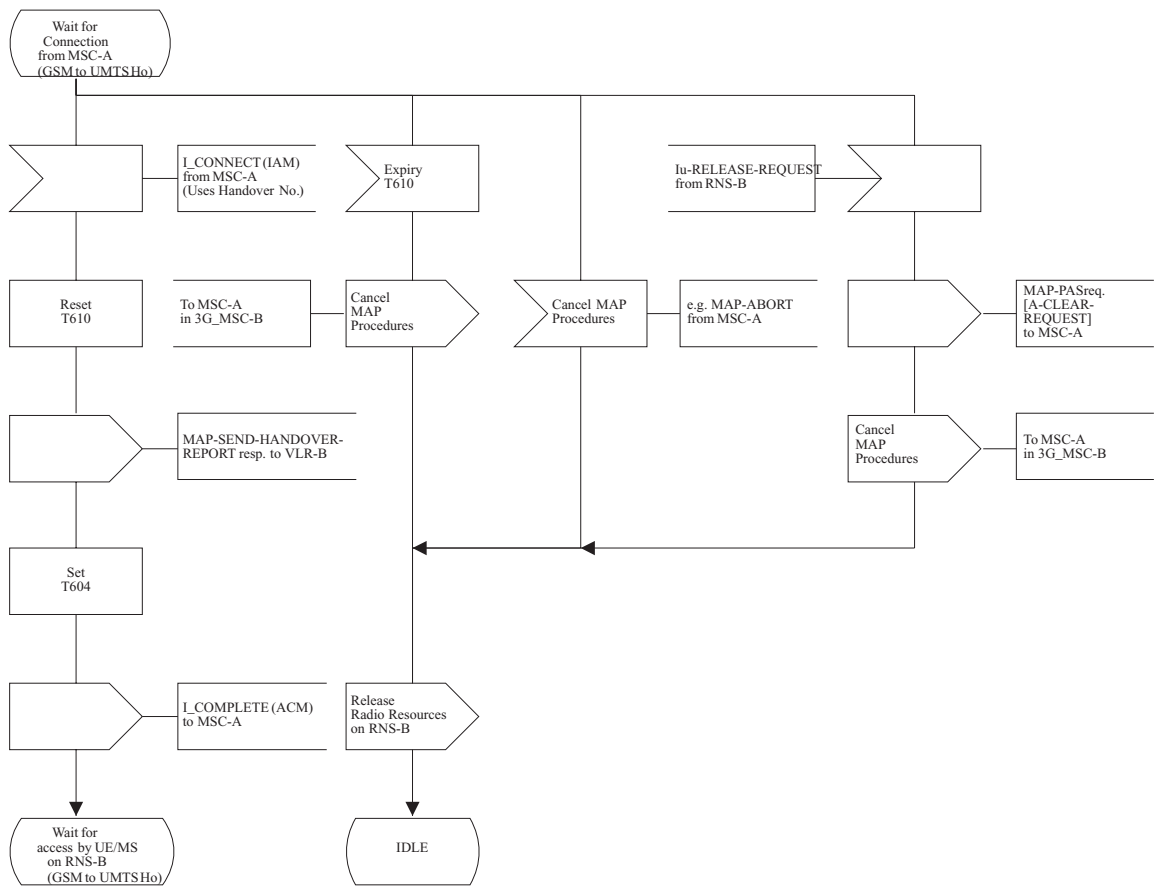 Wait for
Connection
from MSC-A
(GSM to UMTS Ho)
I_CONNECT (IAM)
from MSC-A
(Uses Handover No.)
Expiry
T610
Iu-RELEASE-REQUEST
from RNS-B
Reset
T610
To MSC-A
in 3G_MSC-B
Cancel
MAP
Procedures
Cancel MAP
Procedures
e.g. MAP-ABORT
from MSC-A
MAP-PASreq.
[A-CLEAR-
REQUEST]
to MSC-A
MAP-SEND-HANDOVER-
REPORT resp. to VLR-B
Cancel
MAP
Procedures
To MSC-A
in 3G_MSC-B
Set
T604
I_COMPLETE (ACM)
to MSC-A
Release
Radio Resources
on RNS-B
Wait for
access by UE/MS
on RNS-B
(GSM to UMTS Ho)
IDLE